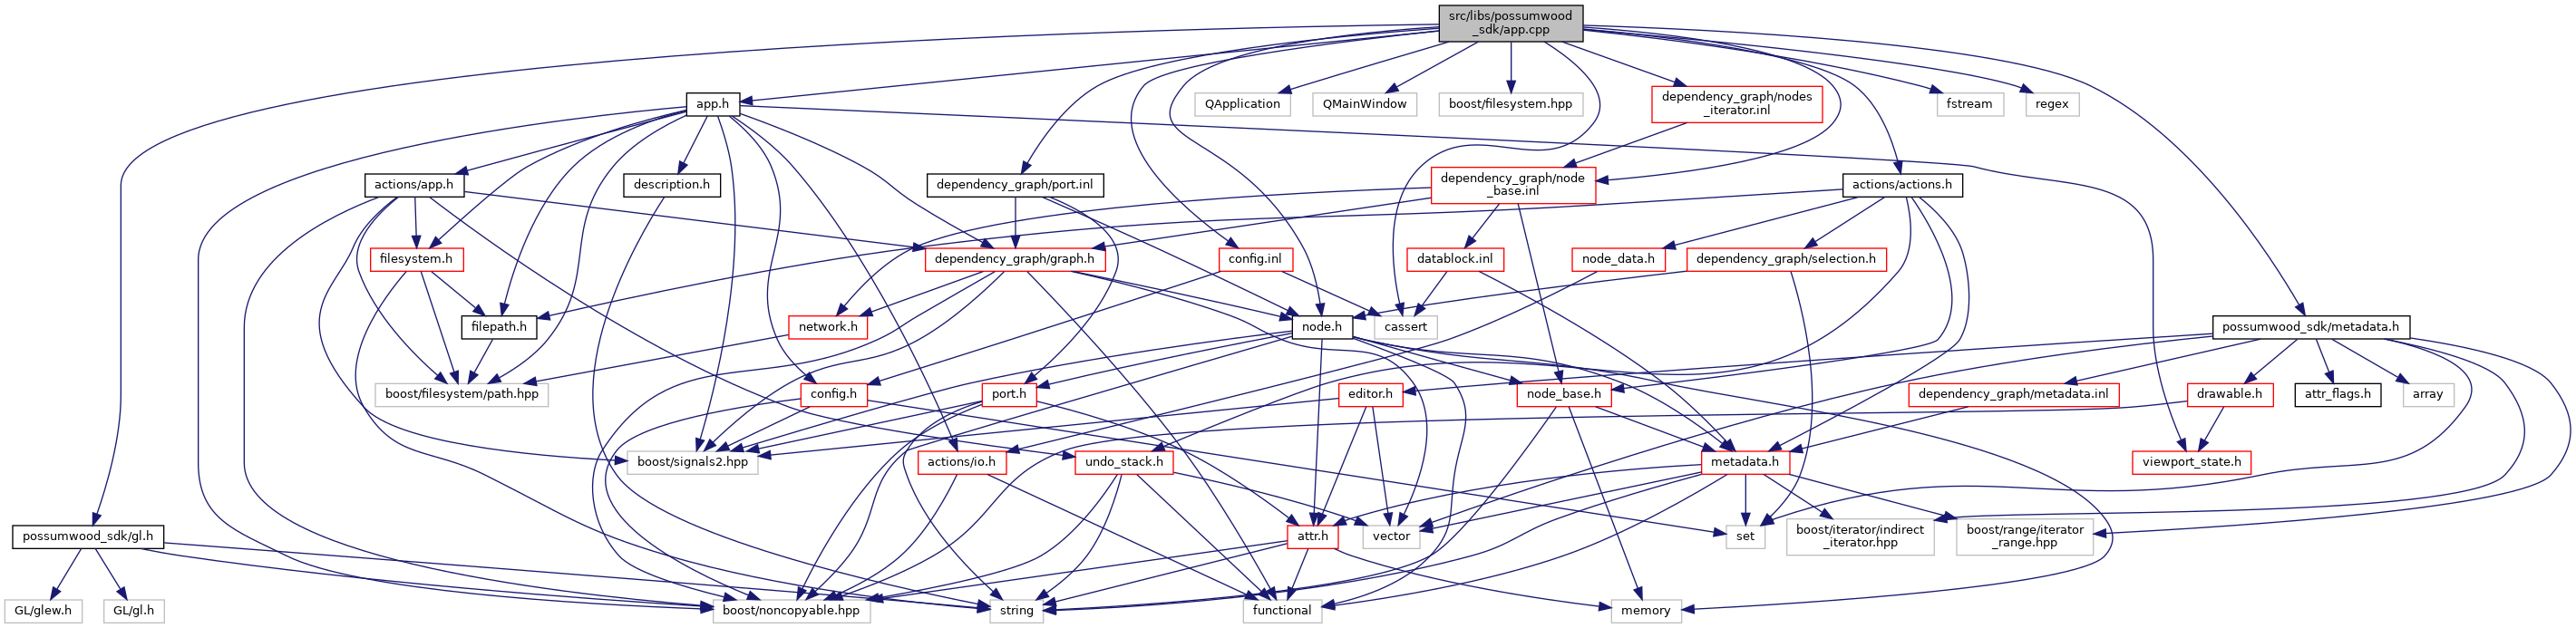 src/libs/possumwood
_sdk/app.cpp
app.h
QApplication
QMainWindow
boost/filesystem.hpp
dependency_graph/nodes
_iterator.inl
fstream
regex
actions/app.h
description.h
dependency_graph/port.inl
dependency_graph/node
_base.inl
actions/actions.h
filesystem.h
dependency_graph/graph.h
config.inl
datablock.inl
node_data.h
dependency_graph/selection.h
filepath.h
network.h
node.h
cassert
possumwood_sdk/metadata.h
boost/filesystem/path.hpp
config.h
port.h
editor.h
node_base.h
dependency_graph/metadata.inl
drawable.h
attr_flags.h
array
boost/signals2.hpp
actions/io.h
undo_stack.h
metadata.h
viewport_state.h
possumwood_sdk/gl.h
attr.h
vector
set
boost/iterator/indirect
_iterator.hpp
boost/range/iterator
_range.hpp
GL/glew.h
GL/gl.h
boost/noncopyable.hpp
string
functional
memory